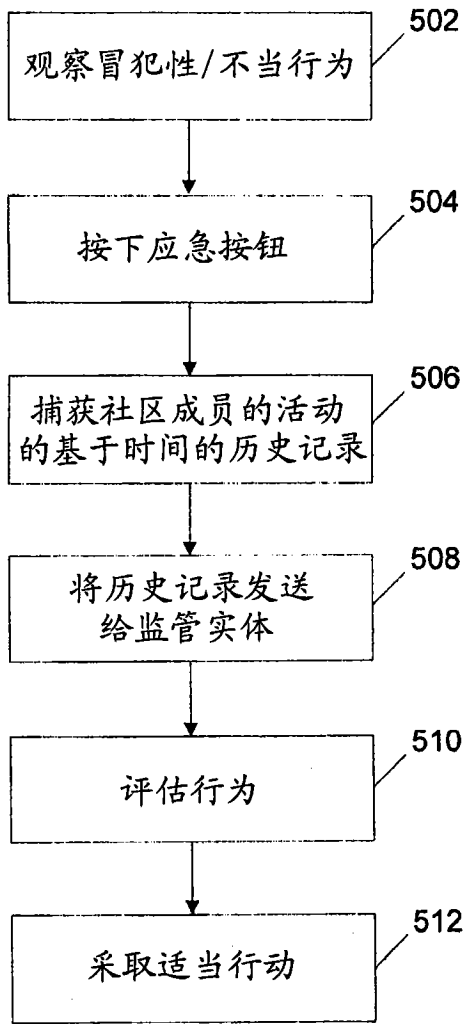 502
观察冒犯性/不当行为
504
按下应急按钮
506
捕获社区成员的活动
的基于时间的历史记录
508
将历史记录发送
给监管实体
510
评估行为
512
采取适当行动